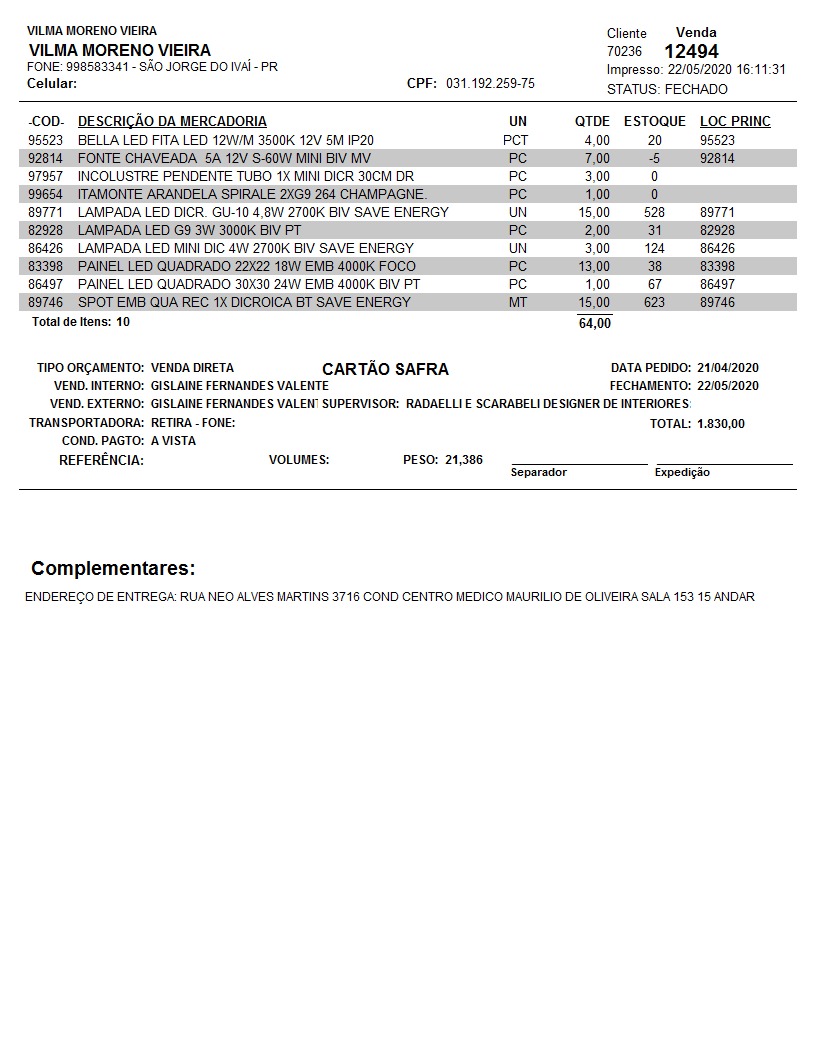 VILMA MORENO VIEIRA
VILMA MORENO VIEIRA
FONE: 998583341 - SÃO JORGE DO IVAÍ - PR
Celular: CPF: 031.192.259-75
Cliente Venda
70236 12494
Impresso: 22/05/2020 16:11:31
STATUS: FECHADO
-COD- DESCRIÇÃO DA MERCADORIA UN QTDE ESTOQUE LOC PRINC
95523 BELLA LED FITA LED 12W/M 3500K 12V 5M IP20 PCT 4,00 20 95523
92814 FONTE CHAVEADA 5A 12V S-60W MINI BIV MV PC 7,00 -5 92814
97957 INCOLUSTRE PENDENTE TUBO 1X MINI DICR 30CM DR PC 3,00 0
99654 ITAMONTE ARANDELA SPIRALE 2XG9 264 CHAMPAGNE. PC 1,00 0
89771 LAMPADA LED DICR. GU-10 4,8W 2700K BIV SAVE ENERGY UN 15,00 528 89771
82928 LAMPADA LED G9 3W 3000K BIV PT PC 2,00 31 82928
86426 LAMPADA LED MINI DIC 4W 2700K BIV SAVE ENERGY UN 3,00 124 86426
83398 PAINEL LED QUADRADO 22X22 18W EMB 4000K FOCO PC 13,00 38 83398
86497 PAINEL LED QUADRADO 30X30 24W EMB 4000K BIV PT PC 1,00 67 86497
89746 SPOT EMB QUA REC 1X DICROICA BT SAVE ENERGY MT 15,00 623 89746
Total de Itens: 10 64,00
TIPO ORÇAMENTO: VENDA DIRETA CARTÃO SAFRA DATA PEDIDO: 21/04/2020
VEND. INTERNO: GISLAINE FERNANDES VALENTE FECHAMENTO: 22/05/2020
VEND. EXTERNO: GISLAINE FERNANDES VALENT SUPERVISOR: RADAELLI E SCARABELI DESIGNER DE INTERIORES
TRANSPORTADORA: RETIRA - FONE: TOTAL: 1.830,00
COND. PAGTO: A VISTA
REFERÊNCIA: VOLUMES: PESO: 21,386
Separador Expedição
Complementares:
ENDEREÇO DE ENTREGA: RUA NEO ALVES MARTINS 3716 COND CENTRO MEDICO MAURILIO DE OLIVEIRA SALA 153 15 ANDAR